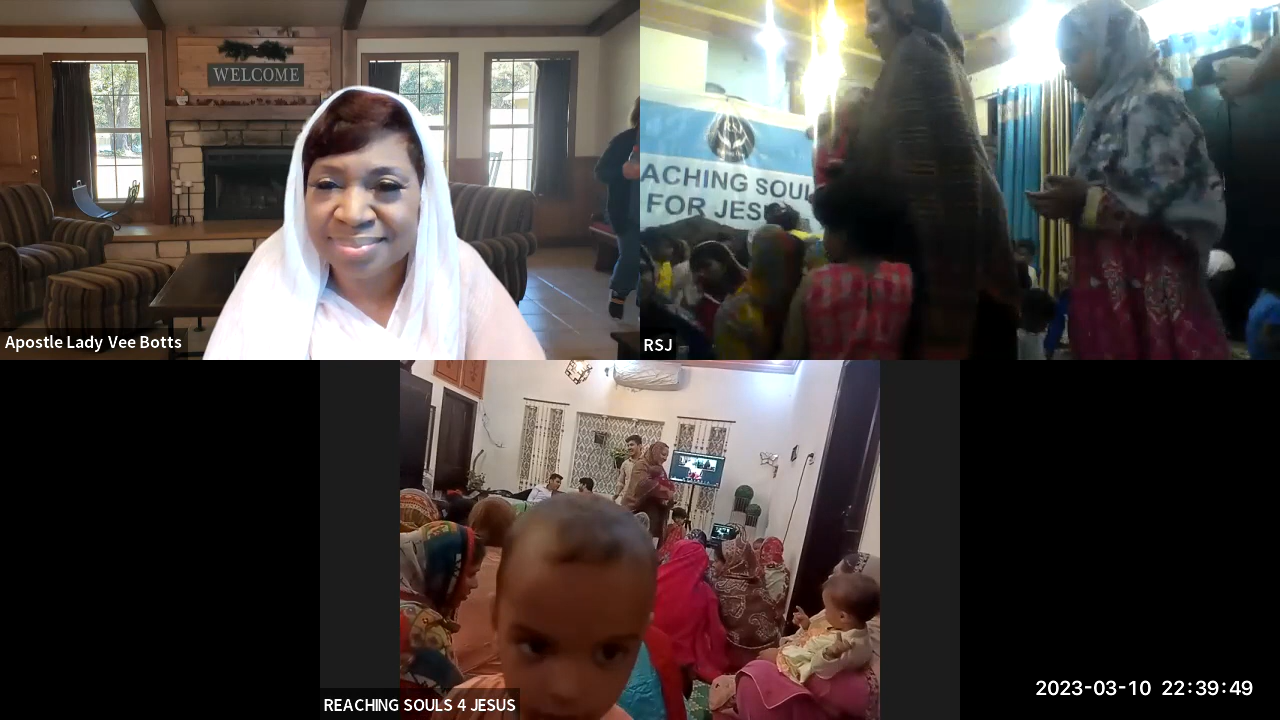 WELCOME
Apostle Lady Vee Botts
ACHING SOUL
FOR JES
RSJ
REACHING SOULS 4 JESUS
2023-03-10 22:39:49